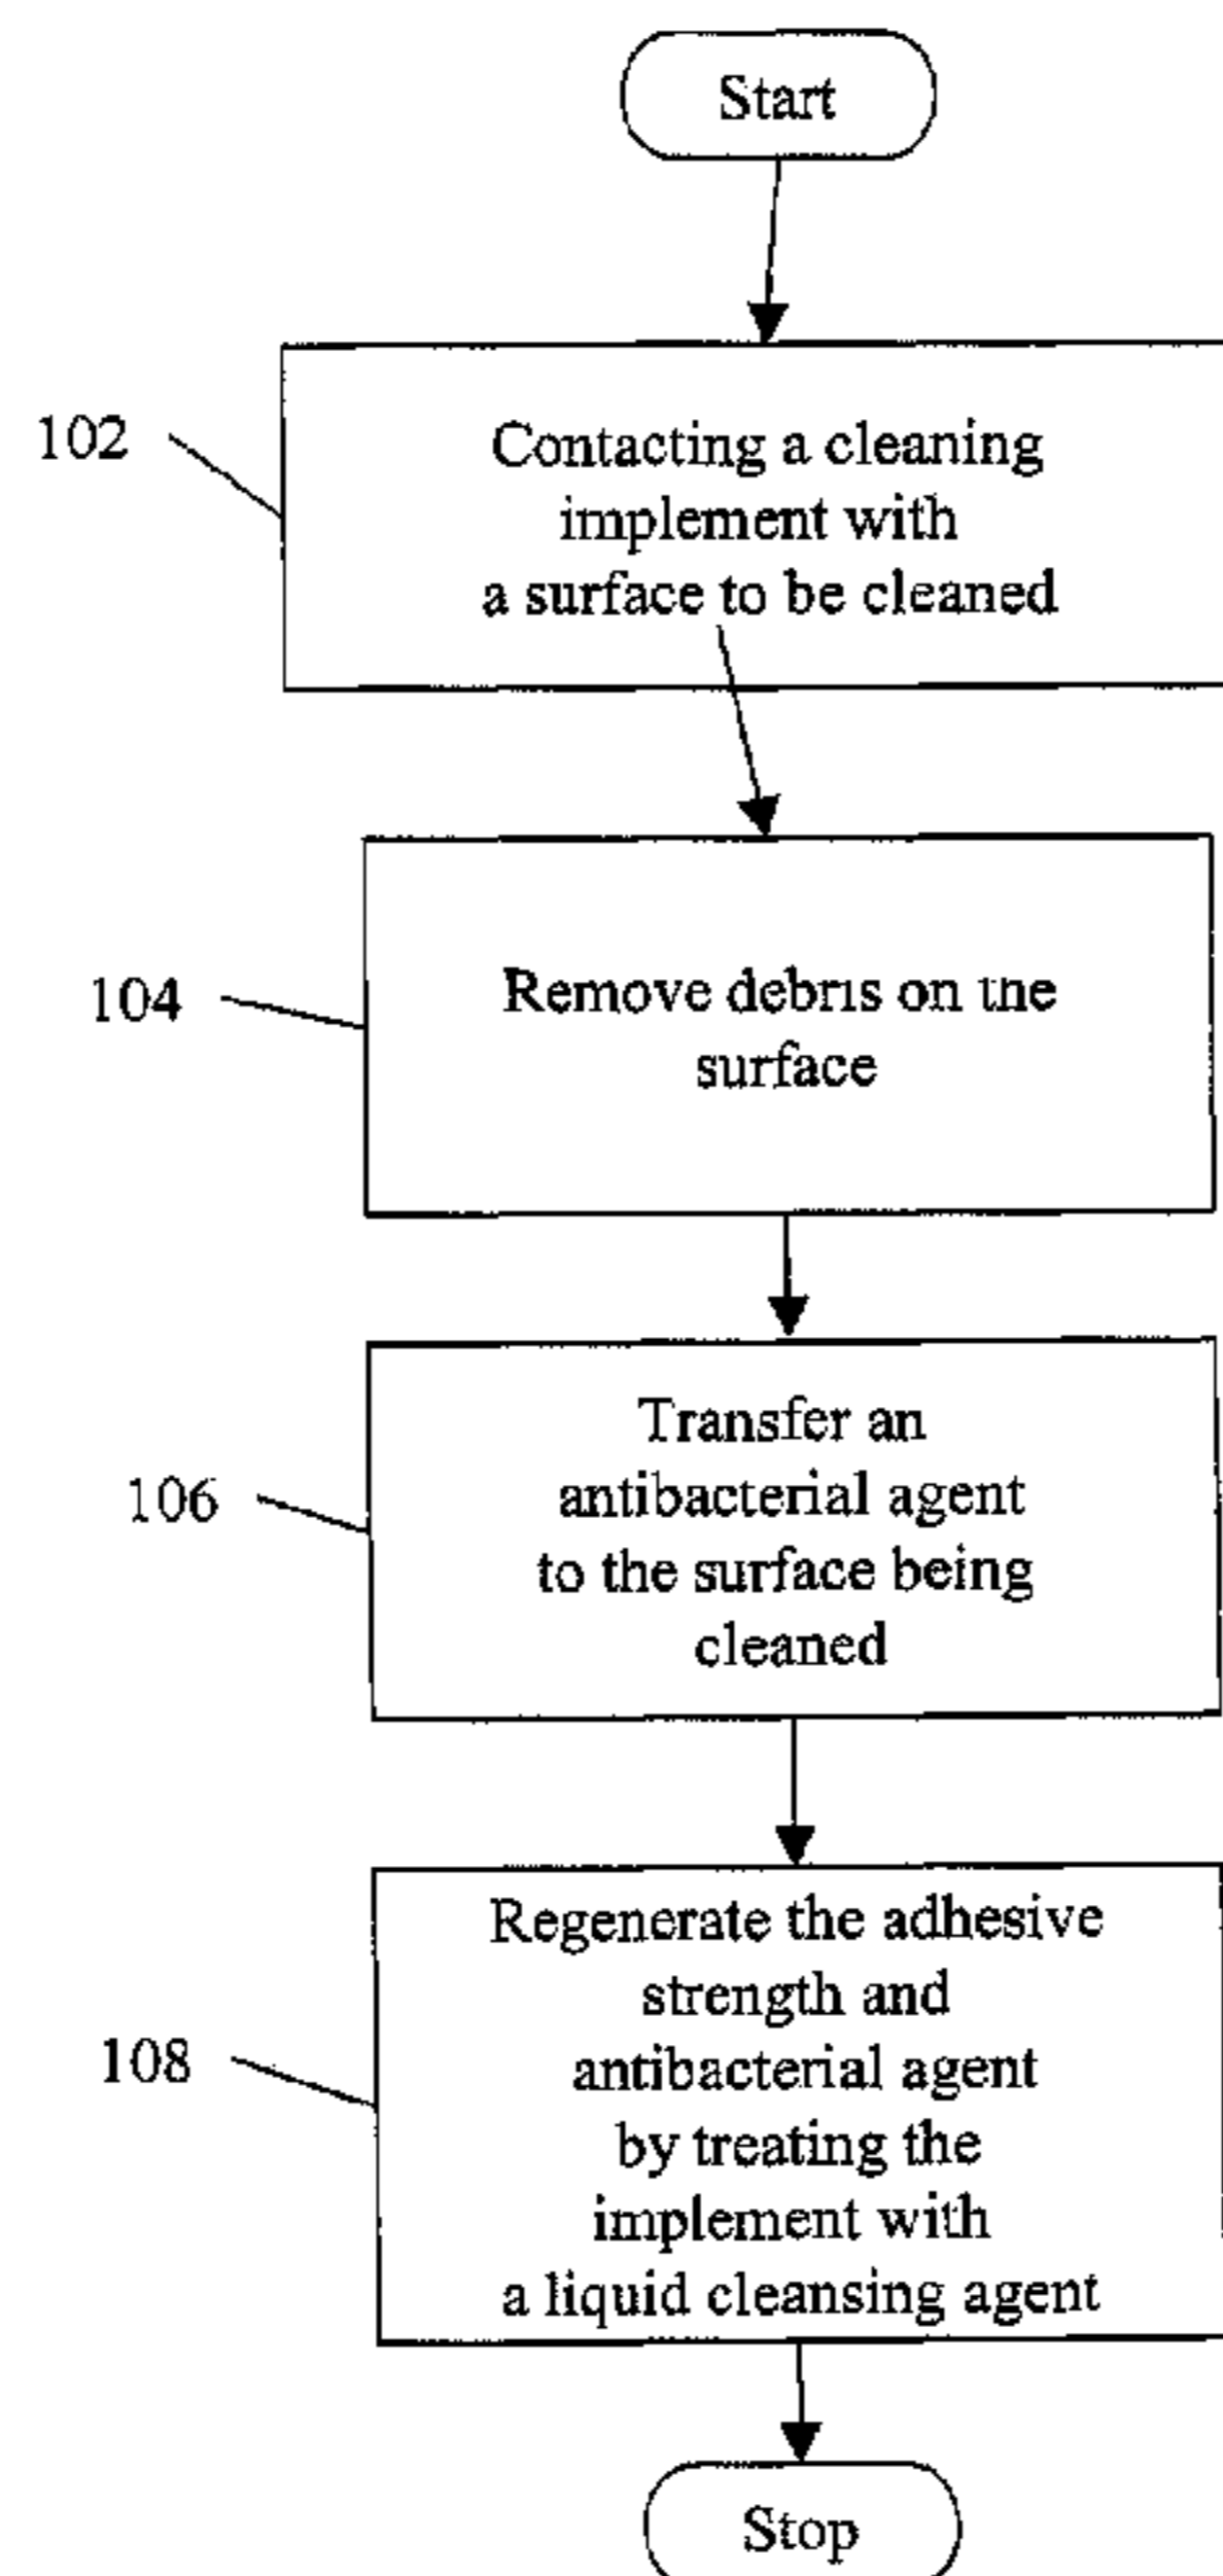 Start
102
Contacting a cleaning
implement with
a surface to be cleaned
104
Remove debris on the
surface
106
Transfer an
antibacterial agent
to the surface being
cleaned
108
Regenerate the adhesive
strength and
antibacterial agent
by treating the
implement with
a liquid cleansing agent
Stop